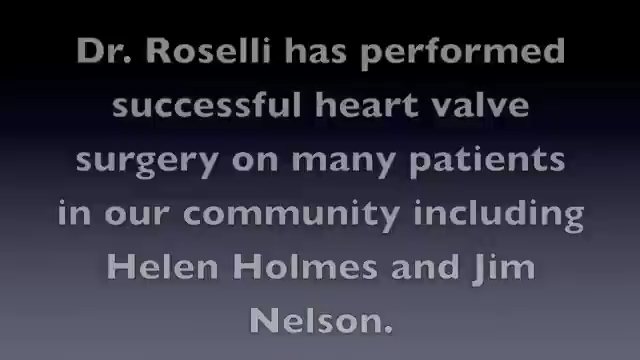 Dr. Roselli has performed
successful heart valve
surgery on many patients
in our community including
Helen Holmes and Jim
Nelson.